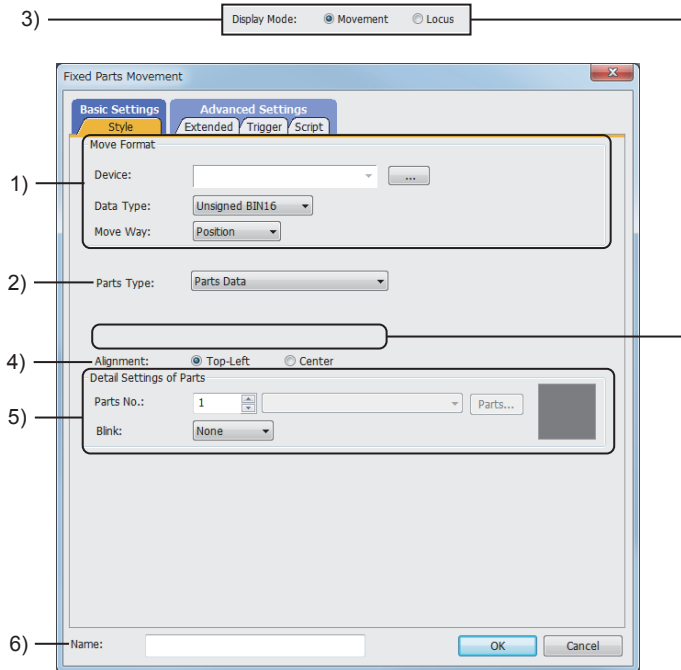 3) Display Mode: Movement Locus
Fixed Parts Movement
Basic Settings Advanced Settings
Style Extended Trigger Script
Move Format
1)
Device: ...
Data Type: Unsigned BIN16
Move Way: Position
2) Parts Type: Parts Data
4) Alignment: Top-Left Center
Detail Settings of Parts
Parts No.: 1 Parts...
5)
Blink: None
6) Name: OK Cancel